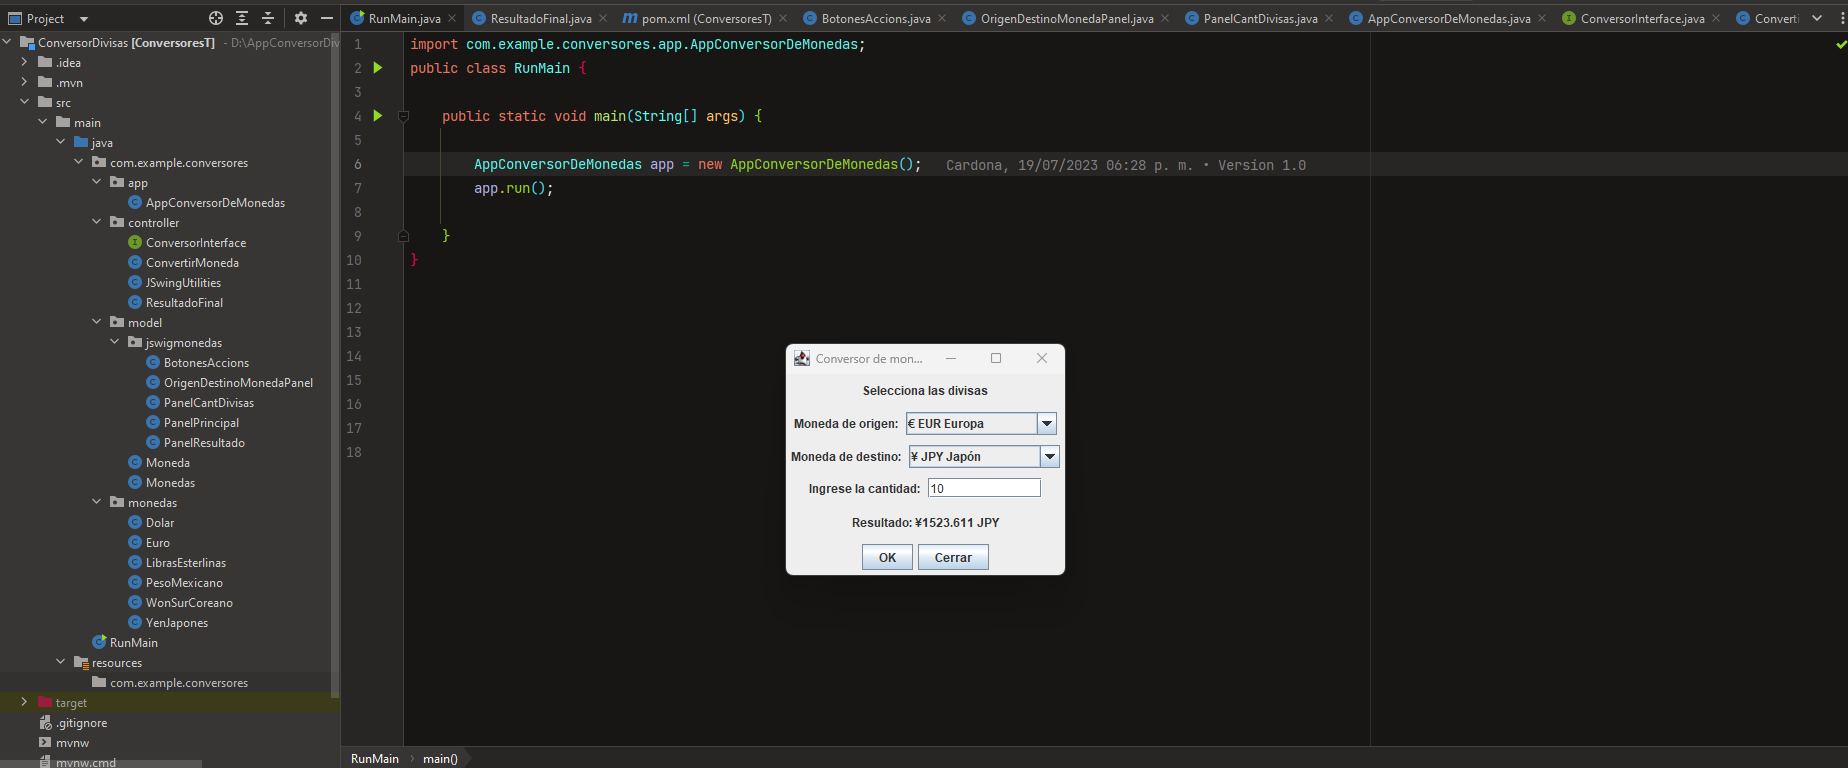 Project
ConversorDivisas [ConversoresT] - D:\AppConversorDiv
.idea
.mvn
src
main
java
com.example.conversores
app
AppConversorDeMonedas
controller
ConversorInterface
ConvertirMoneda
JSwingUtilities
ResultadoFinal
model
jswigmonedas
BotonesAccions
OrigenDestinoMonedaPanel
PanelCantDivisas
PanelPrincipal
PanelResultado
Moneda
Monedas
monedas
Dolar
Euro
LibrasEsterlinas
PesoMexicano
WonSurCoreano
YenJapones
RunMain
resources
com.example.conversores
target
.gitignore
mvnw
mvnw.cmd
RunMain.java ResultadoFinal.java pom.xml (ConversoresT) BotonesAccions.java OrigenDestinoMonedaPanel.java PanelCantDivisas.java AppConversorDeMonedas.java ConversorInterface.java Converti
1 import com.example.conversores.app.AppConversorDeMonedas;
2 public class RunMain {
3
4 public static void main(String[] args) {
5
6 AppConversorDeMonedas app = new AppConversorDeMonedas(); Cardona, 19/07/2023 06:28 p. m. • Version 1.0
7 app.run();
8
9 }
10 }
11
12
13
14
15
16
17
18
Conversor de mon...
Selecciona las divisas
Moneda de origen: € EUR Europa
Moneda de destino: ¥ JPY Japón
Ingrese la cantidad: 10
Resultado: ¥1523.611 JPY
OK Cerrar
RunMain main()